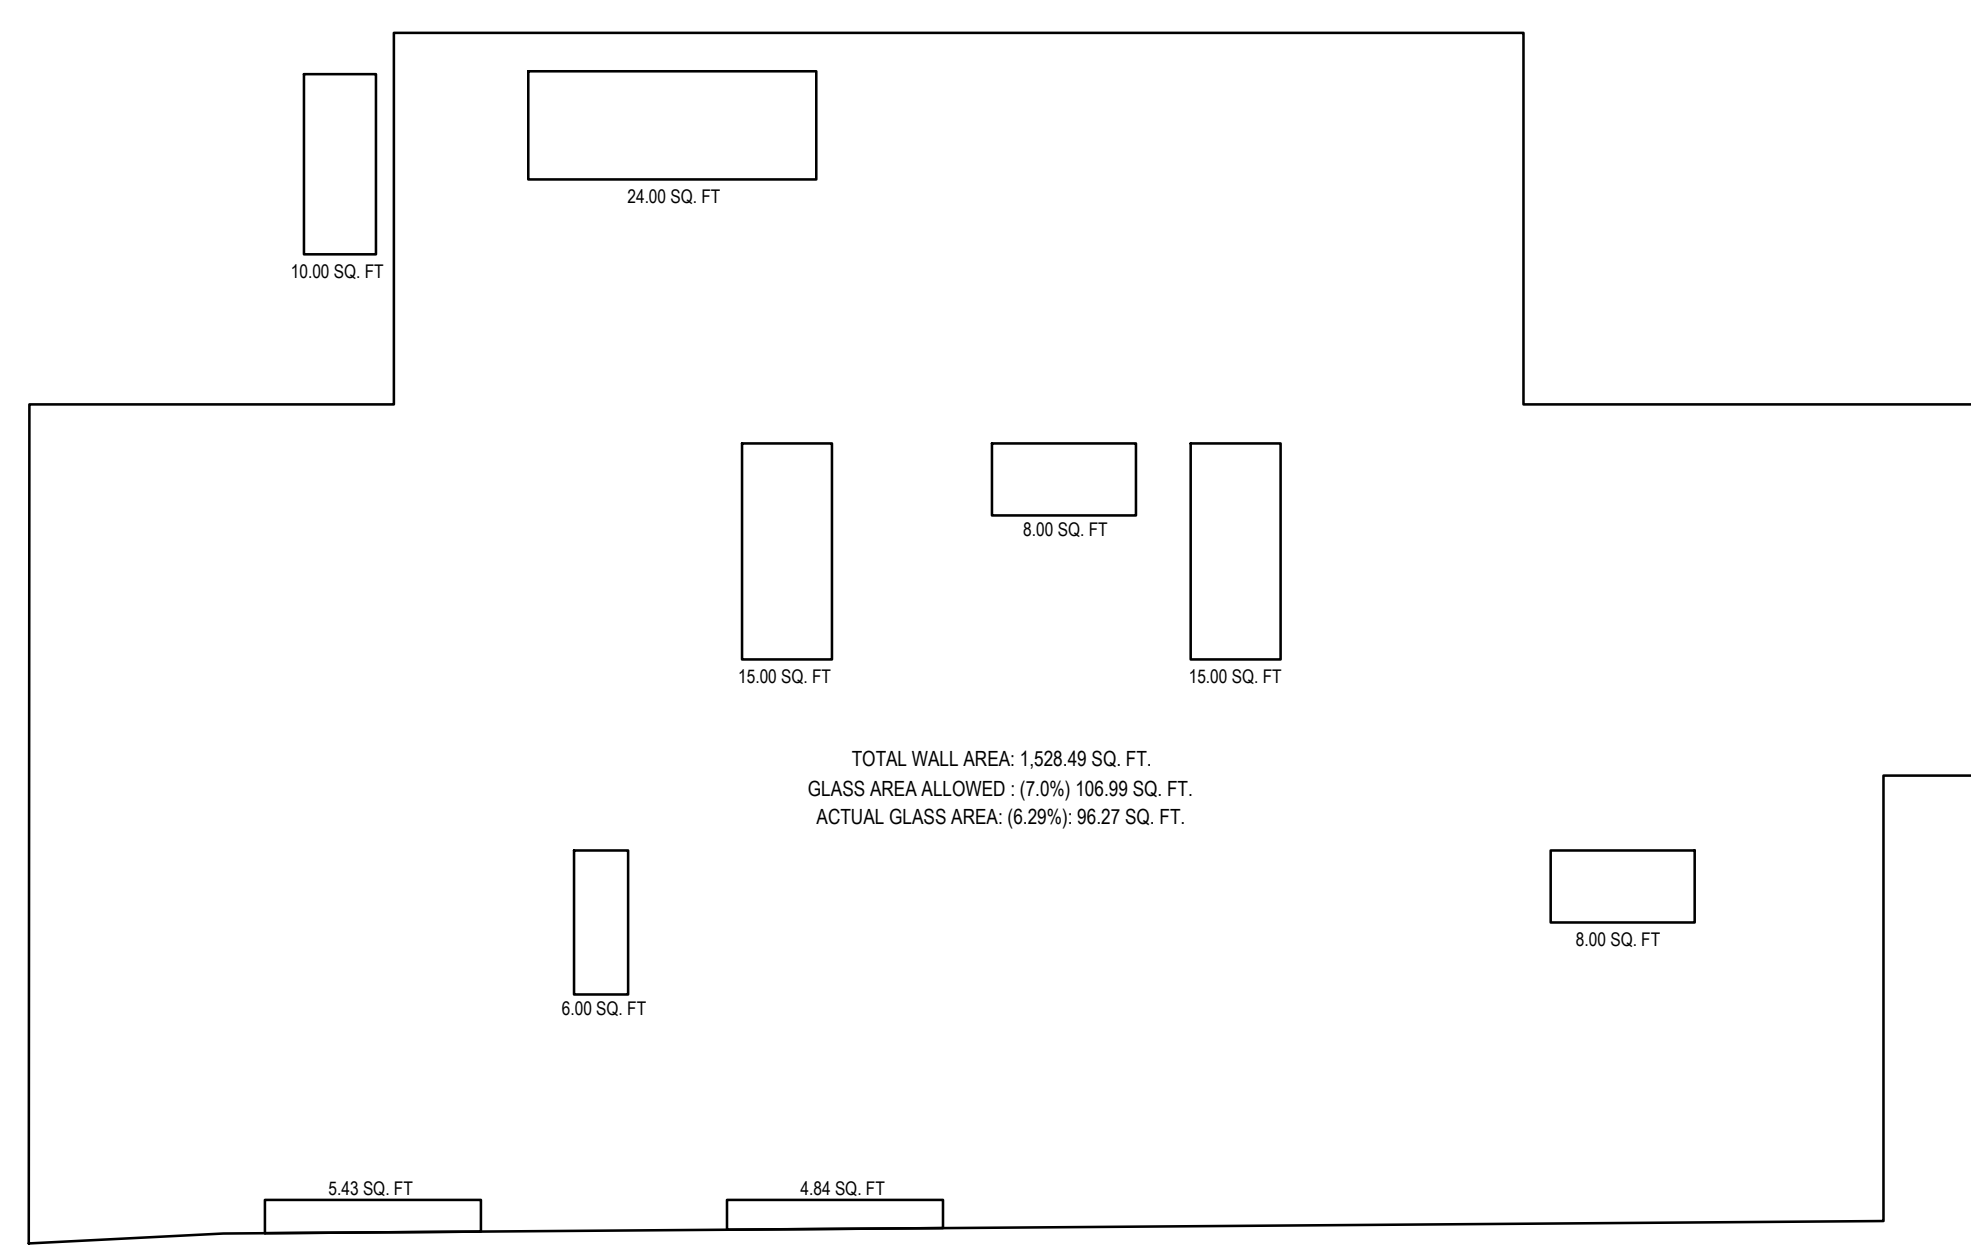 24.00 SQ. FT
10.00 SQ. FT
8.00 SQ. FT
15.00 SQ. FT
15.00 SQ. FT
TOTAL WALL AREA: 1,528.49 SQ. FT.
GLASS AREA ALLOWED : (7.0%) 106.99 SQ. FT.
ACTUAL GLASS AREA: (6.29%): 96.27 SQ. FT.
8.00 SQ. FT
6.00 SQ. FT
5.43 SQ. FT
4.84 SQ. FT